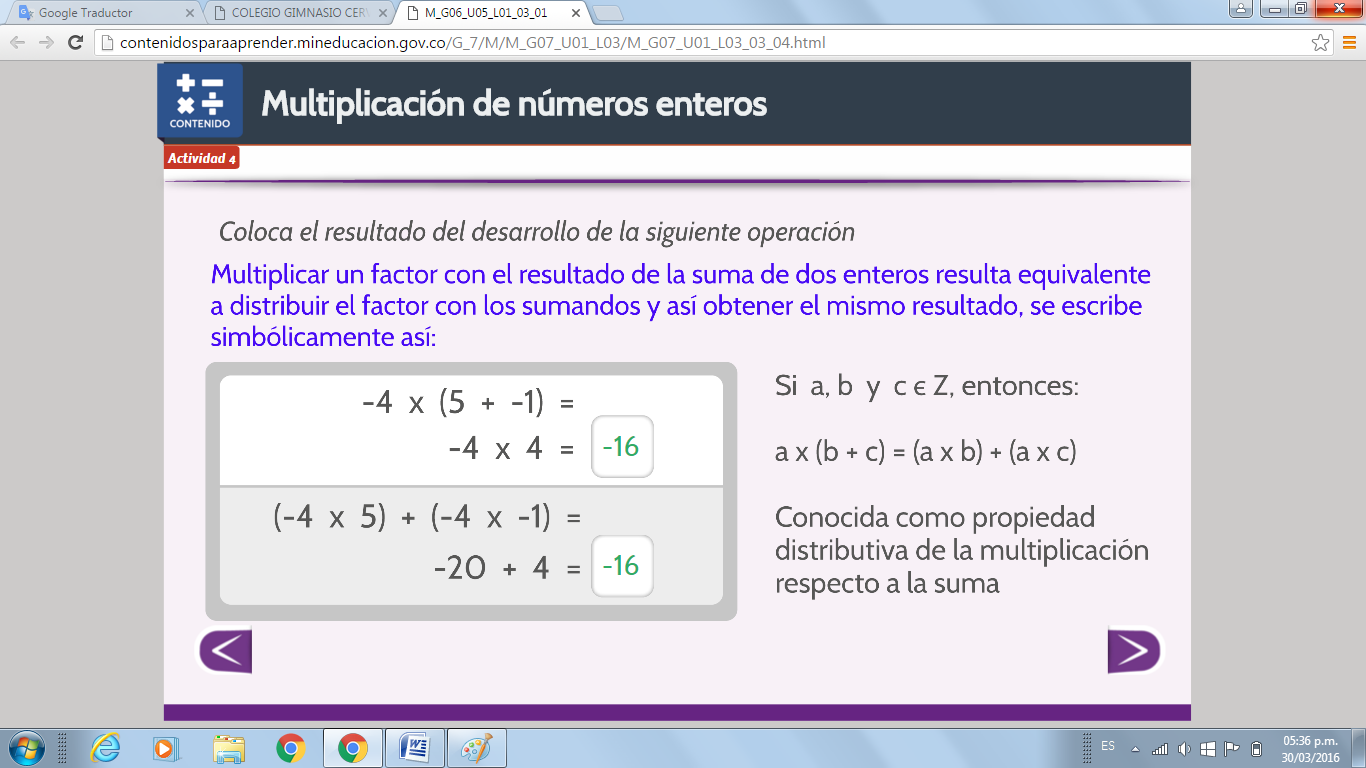 Google Traductor
COLEGIO GIMNASIO CER
M_G06_U05_L01_03_01
contenidosparaaprender.mineducacion.gov.co/G_7/M/M_G07_U01_L03/M_G07_U01_L03_03_04.html
CONTENIDO
Multiplicación de números enteros
Actividad 4
Coloca el resultado del desarrollo de la siguiente operación
Multiplicar un factor con el resultado de la suma de dos enteros resulta equivalente
a distribuir el factor con los sumandos y así obtener el mismo resultado, se escribe
simbólicamente así:
-4 x (5 + -1) =
-4 x 4 = -16
(-4 x 5) + (-4 x -1) =
-20 + 4 = -16
Si a, b y c ϵ Z, entonces:
a x (b + c) = (a x b) + (a x c)
Conocida como propiedad
distributiva de la multiplicación
respecto a la suma
ES
05:36 p.m.
30/03/2016